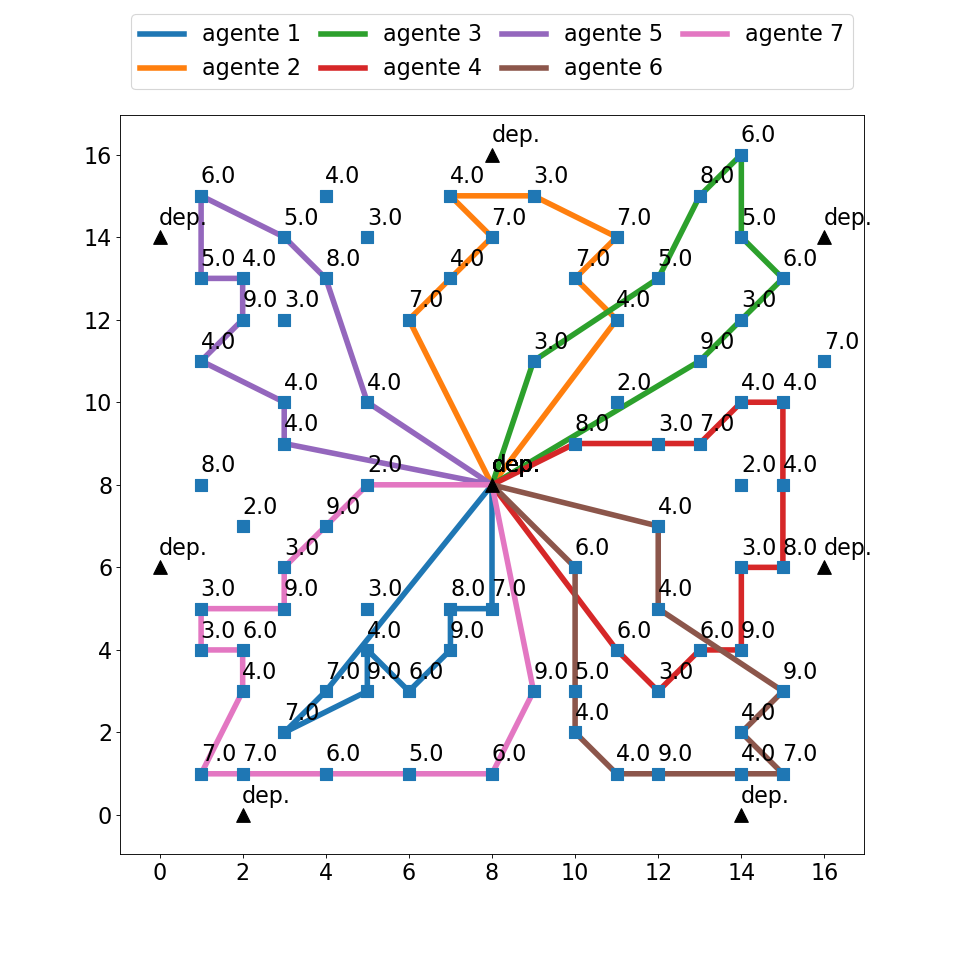 agente 1 agente 3 agente 5 agente 7
agente 2 agente 4 agente 6
6.0
dep.
16
6.0 4.0 4.0 3.0 8.0
dep. 5.0 3.0 7.0 7.0 5.0 dep.
14
5.0 4.0 8.0 4.0 7.0 5.0 6.0
9.0 3.0 7.0 4.0 3.0
12
4.0 3.0 9.0 7.0
4.0 4.0 2.0 4.0 4.0
10
4.0 8.0 3.0 7.0
8.0 2.0 dep. dep. 2.0 4.0
8
2.0 9.0 4.0
dep. 3.0 6.0 3.0 8.0 dep.
6
3.0 9.0 3.0 8.0 7.0 4.0
3.0 6.0 4.0 9.0 6.0 6.0 9.0
4
4.0 7.0 9.0 6.0 9.0 5.0 3.0 9.0
7.0 4.0 4.0
2
7.0 7.0 6.0 5.0 6.0 4.0 9.0 4.0 7.0
dep. dep.
0
0 2 4 6 8 10 12 14 16